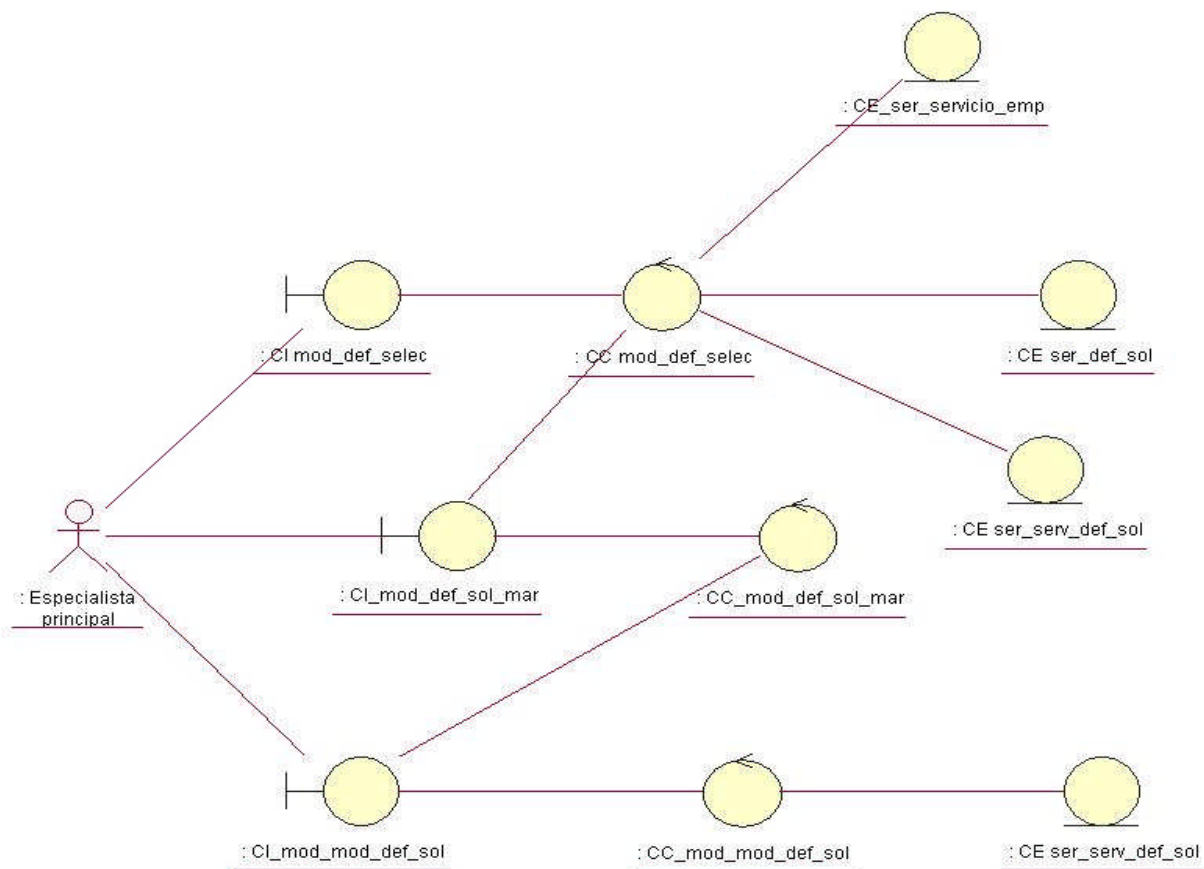 : CE_ser_servicio_emp
: CI mod_def_selec
: CC mod_def_selec
: CE ser_def_sol
: CE ser_serv_def_sol
: Especialista
principal
: CI_mod_def_sol_mar
: CC_mod_def_sol_mar
: CI_mod_mod_def_sol
: CC_mod_mod_def_sol
: CE ser_serv_def_sol